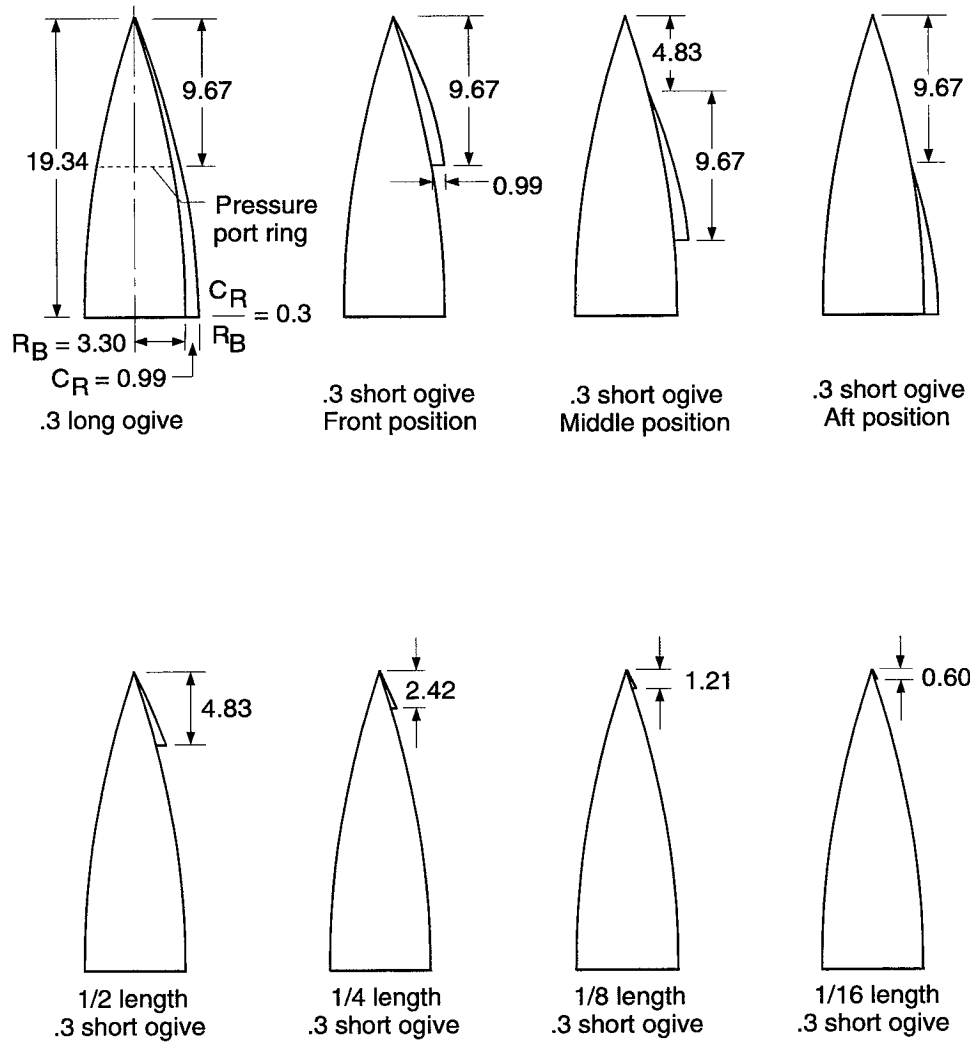 9.67
19.34
Pressure
port ring
C_R / R_B = 0.3
R_B = 3.30
C_R = 0.99
.3 long ogive
9.67
0.99
.3 short ogive
Front position
4.83
9.67
.3 short ogive
Middle position
9.67
.3 short ogive
Aft position
4.83
1/2 length
.3 short ogive
2.42
1/4 length
.3 short ogive
1.21
1/8 length
.3 short ogive
0.60
1/16 length
.3 short ogive